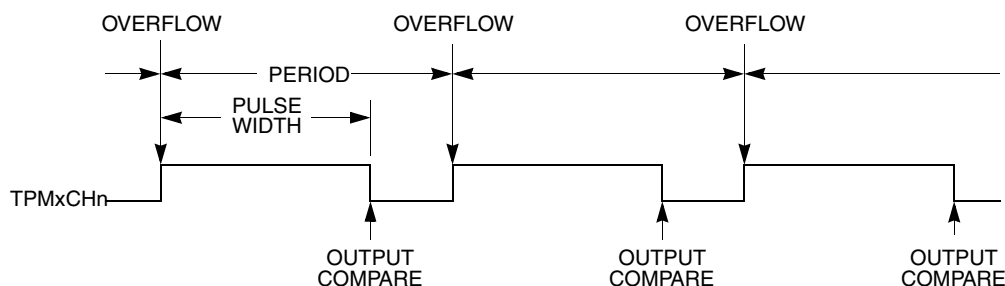 OVERFLOW OVERFLOW OVERFLOW
PERIOD
PULSE
WIDTH
TPMxCHn
OUTPUT
COMPARE
OUTPUT
COMPARE
OUTPUT
COMPARE